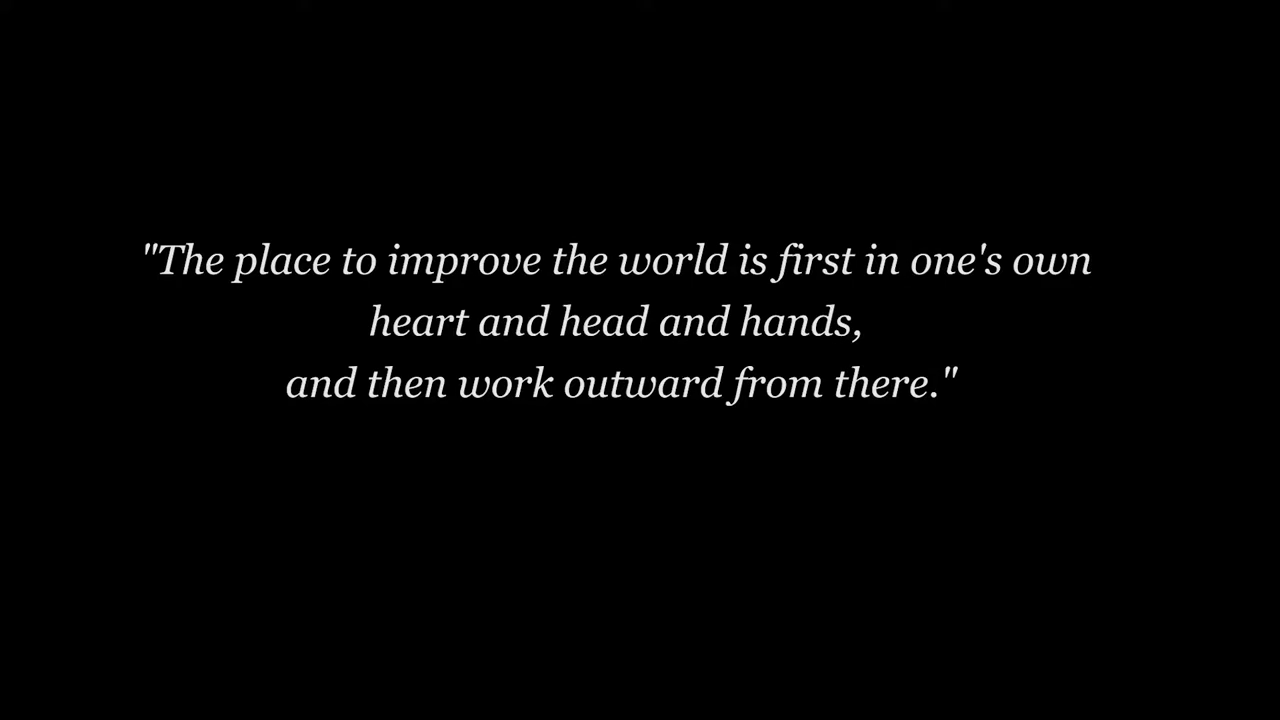 "The place to improve the world is first in one's own
heart and head and hands,
and then work outward from there."